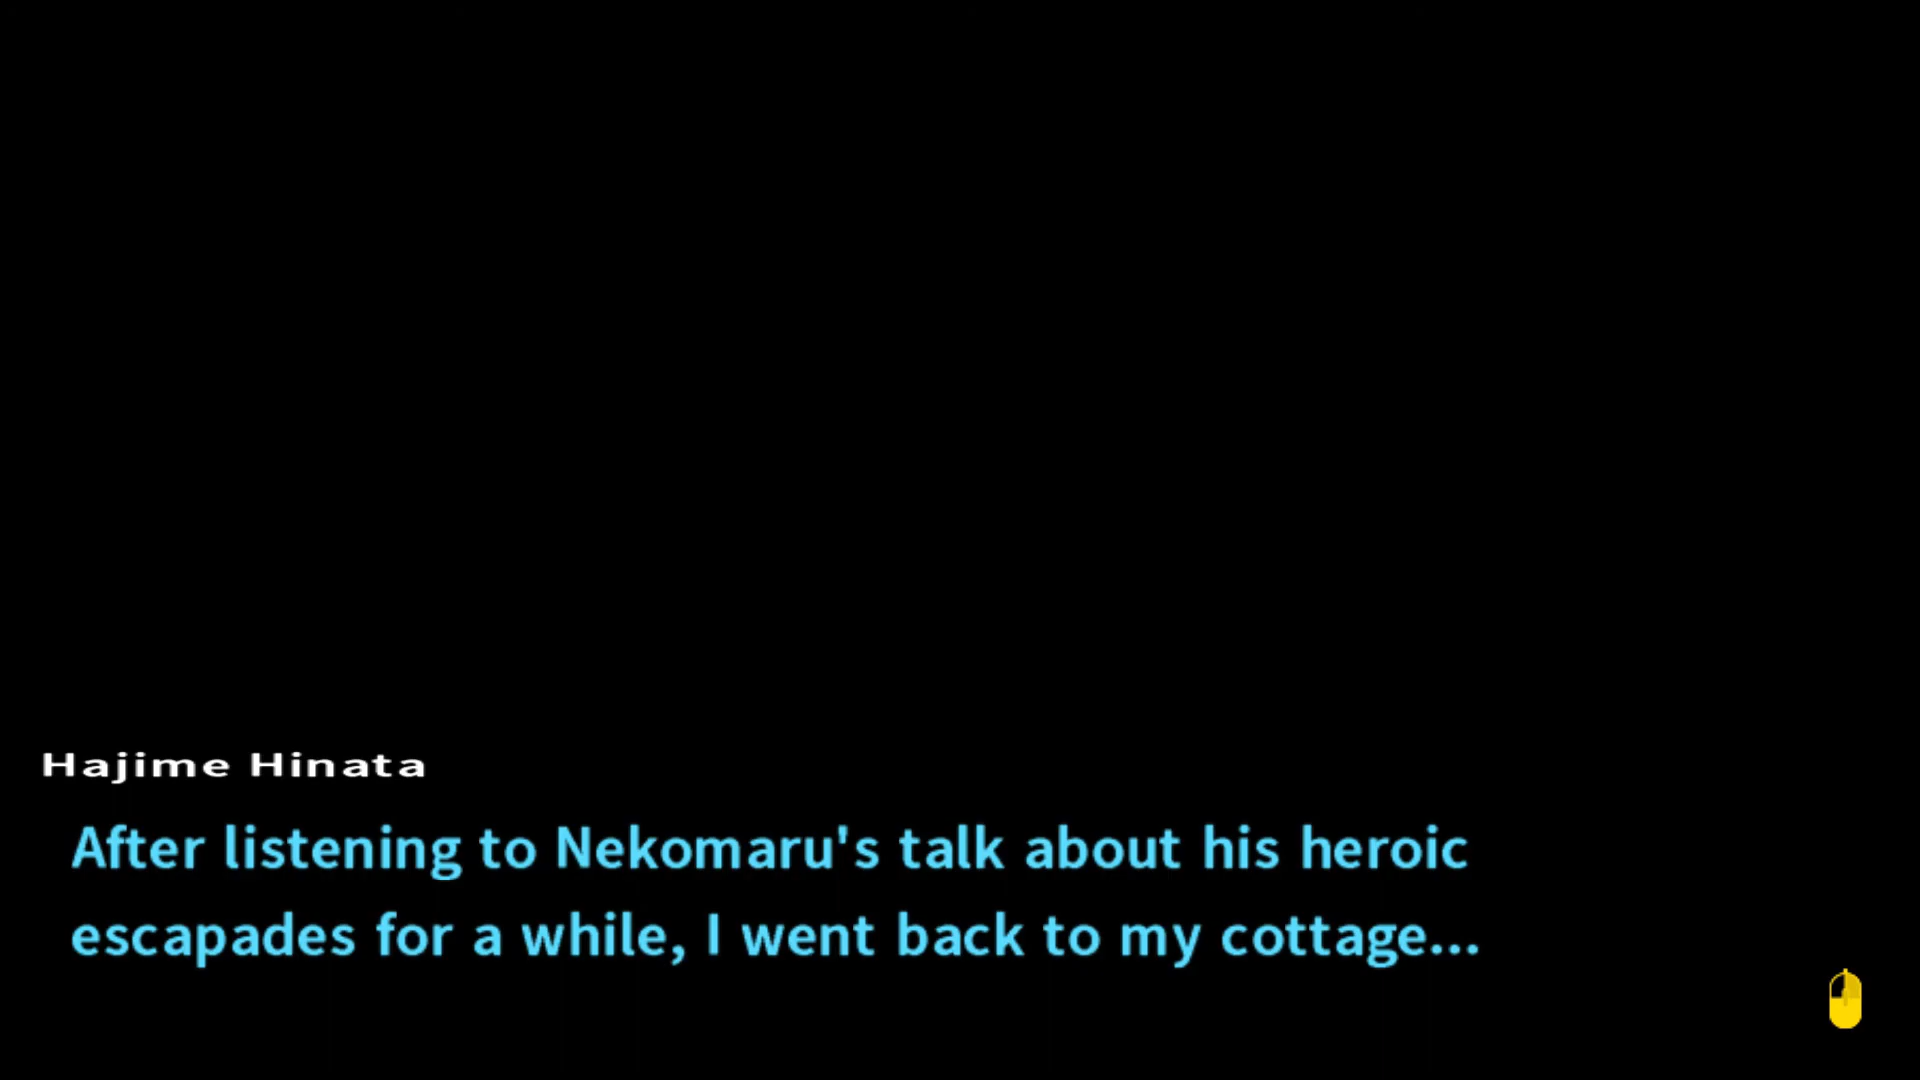 Hajime Hinata
After listening to Nekomaru's talk about his heroic
escapades for a while, I went back to my cottage...